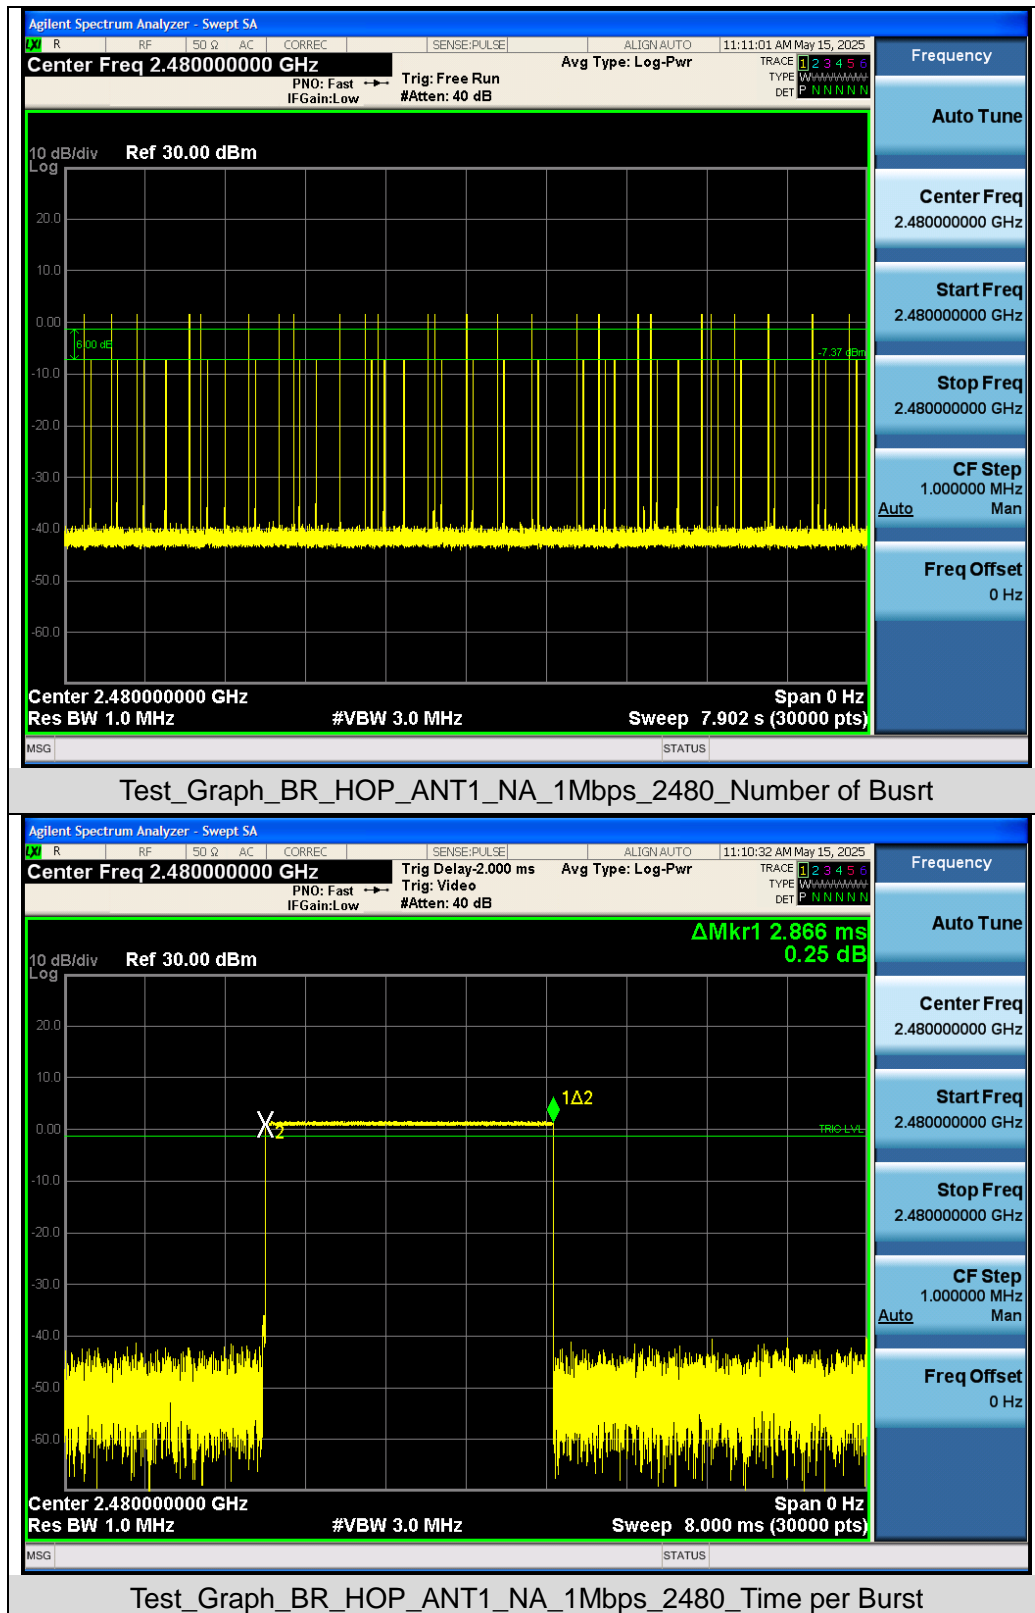 Agilent Spectrum Analyzer - Swept SA
LXI R RF 50 Ω AC CORREC SENSE:PULSE ALIGN AUTO 11:11:01 AM May 15, 2025
Center Freq 2.480000000 GHz
PNO: Fast
IFGain:Low
Trig: Free Run
#Atten: 40 dB
Avg Type: Log-Pwr
TRACE 1 2 3 4 5 6
TYPE WWWWWW
DET P N N N N N
10 dB/div Ref 30.00 dBm
Log
20.0
10.0
0.00
6.00 dB
-7.37 dBm
-10.0
-20.0
-30.0
-40.0
-50.0
-60.0
Center 2.480000000 GHz Span 0 Hz
Res BW 1.0 MHz #VBW 3.0 MHz Sweep 7.902 s (30000 pts)
MSG STATUS
Frequency
Auto Tune
Center Freq
2.480000000 GHz
Start Freq
2.480000000 GHz
Stop Freq
2.480000000 GHz
CF Step
1.000000 MHz
Auto Man
Freq Offset
0 Hz
Test_Graph_BR_HOP_ANT1_NA_1Mbps_2480_Number of Busrt
Agilent Spectrum Analyzer - Swept SA
LXI R RF 50 Ω AC CORREC SENSE:PULSE ALIGN AUTO 11:10:32 AM May 15, 2025
Center Freq 2.480000000 GHz
PNO: Fast
IFGain:Low
Trig Delay-2.000 ms
Trig: Video
#Atten: 40 dB
Avg Type: Log-Pwr
TRACE 1 2 3 4 5 6
TYPE WWWWWW
DET P N N N N N
ΔMkr1 2.866 ms
0.25 dB
10 dB/div Ref 30.00 dBm
Log
20.0
10.0
1Δ2
0.00
2
TRIG LVL
-10.0
-20.0
-30.0
-40.0
-50.0
-60.0
Center 2.480000000 GHz Span 0 Hz
Res BW 1.0 MHz #VBW 3.0 MHz Sweep 8.000 ms (30000 pts)
MSG STATUS
Frequency
Auto Tune
Center Freq
2.480000000 GHz
Start Freq
2.480000000 GHz
Stop Freq
2.480000000 GHz
CF Step
1.000000 MHz
Auto Man
Freq Offset
0 Hz
Test_Graph_BR_HOP_ANT1_NA_1Mbps_2480_Time per Burst